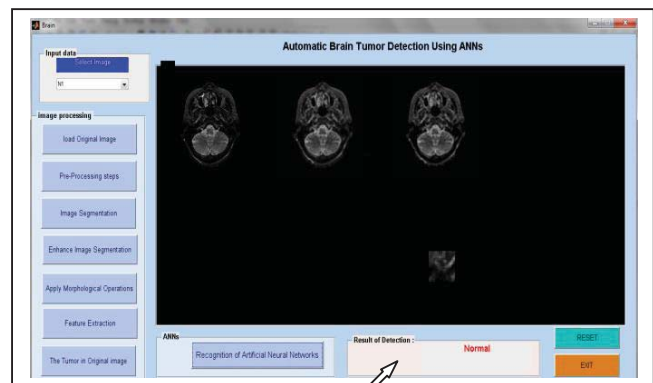 Brain
Automatic Brain Tumor Detection Using ANNs
Input data
Select image
N1
Image processing
load Original Image
Pre-Processing steps
Image Segmentation
Enhance Image Segmentation
Apply Morphological Operations
Feature Extraction
The Tumor in Original image
ANNs
Recognition of Artificial Neural Networks
Result of Detection :
Normal
RESET
EXIT